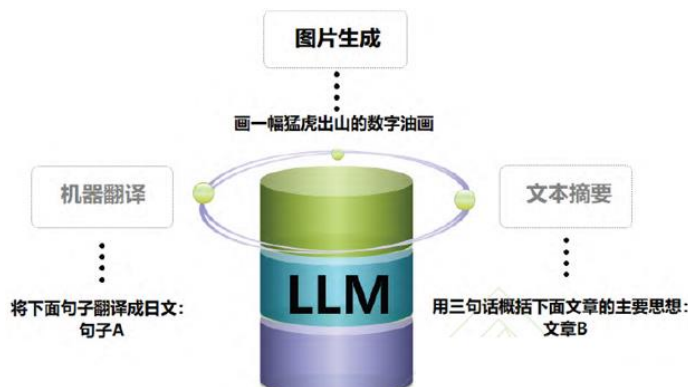 图片生成
画一幅猛虎出山的数字油画
机器翻译
文本摘要
LLM
将下面句子翻译成日文：
句子A
用三句话概括下面文章的主要思想：
文章B